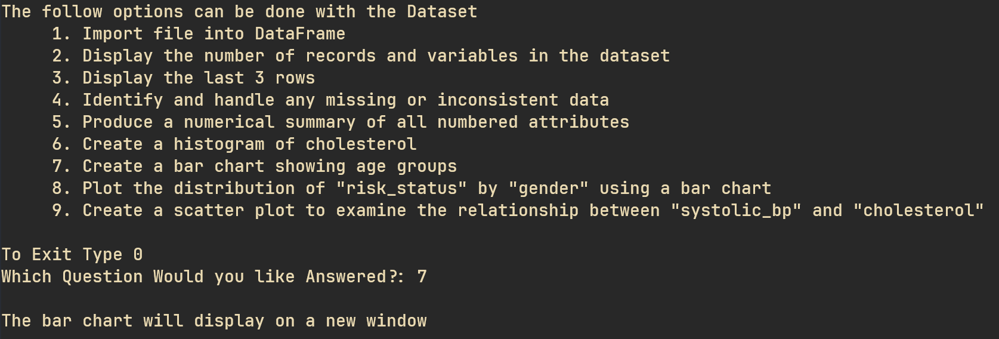 The follow options can be done with the Dataset
1. Import file into DataFrame
2. Display the number of records and variables in the dataset
3. Display the last 3 rows
4. Identify and handle any missing or inconsistent data
5. Produce a numerical summary of all numbered attributes
6. Create a histogram of cholesterol
7. Create a bar chart showing age groups
8. Plot the distribution of "risk_status" by "gender" using a bar chart
9. Create a scatter plot to examine the relationship between "systolic_bp" and "cholesterol"
To Exit Type 0
Which Question Would you like Answered?: 7
The bar chart will display on a new window